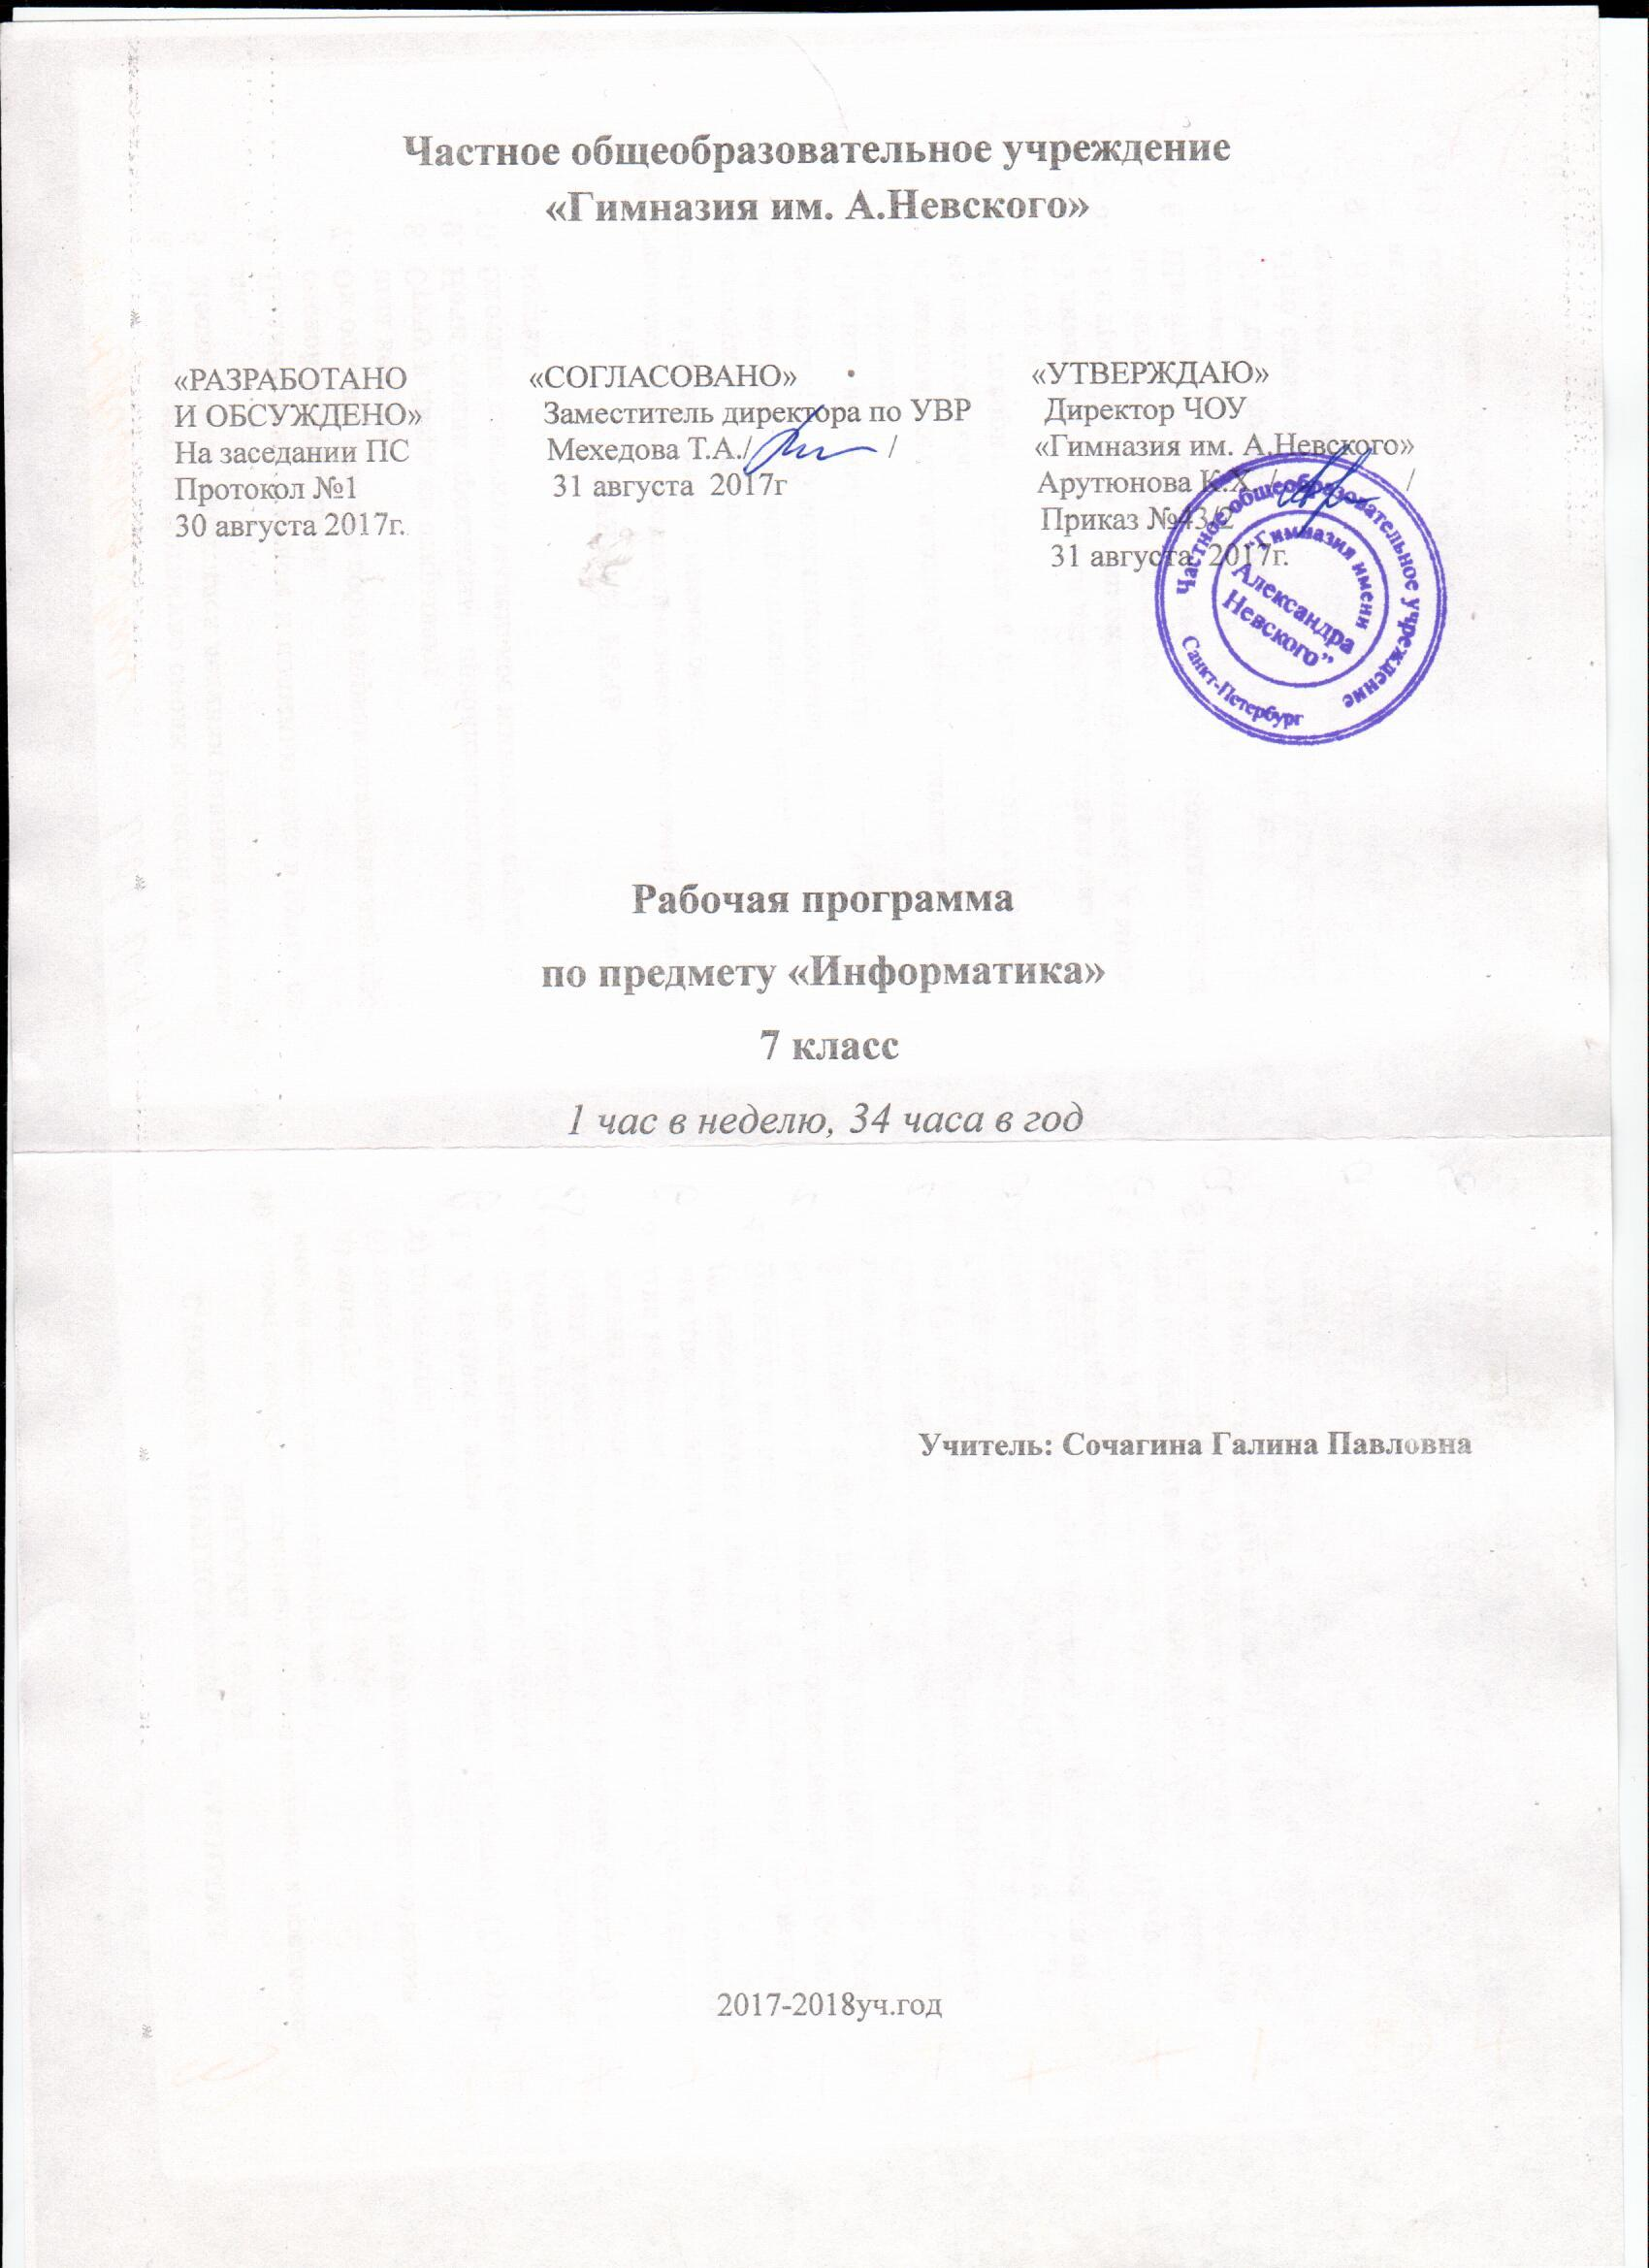 Частное общеобразовательное учреждение
«Гимназия им. А.Невского»
«РАЗРАБОТАНО
И ОБСУЖДЕНО»
На заседании ПС
Протокол №1
30 августа 2017г.
«СОГЛАСОВАНО»
Заместитель директора по УВР
Мехедова Т.А./ /
31 августа 2017г
«УТВЕРЖДАЮ»
Директор ЧОУ
«Гимназия им. А.Невского»
Арутюнова К.Х. / /
Приказ №43/2
31 августа 2017г.
Частное общеобразовательное учреждение
Санкт-Петербург
"Гимназия имени
Александра
Невского"
Рабочая программа
по предмету «Информатика»
7 класс
1 час в неделю, 34 часа в год
Учитель: Сочагина Галина Павловна
2017-2018уч.год